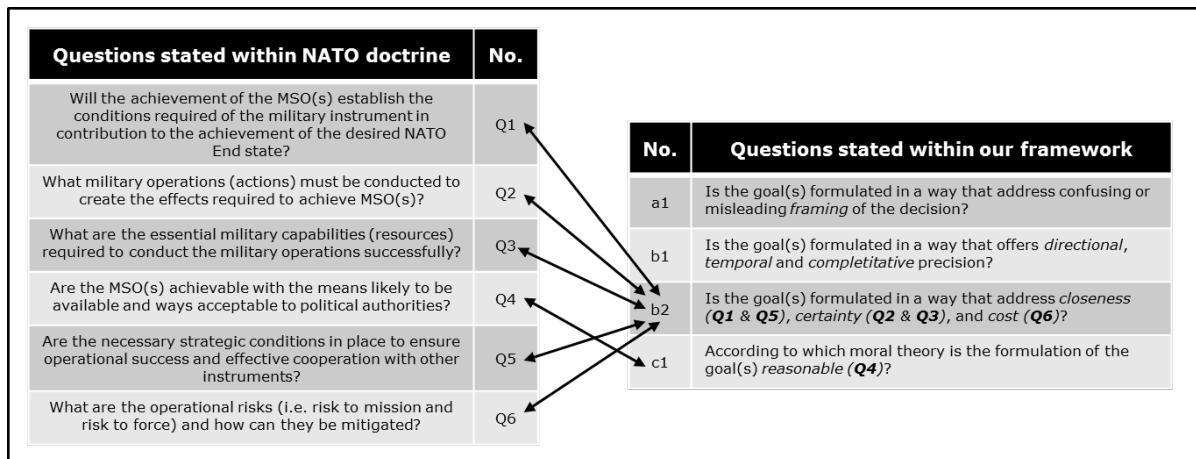 Questions stated within NATO doctrine No.
Will the achievement of the MSO(s) establish the
conditions required of the military instrument in
contribution to the achievement of the desired NATO
End state?
Q1
What military operations (actions) must be conducted to
create the effects required to achieve MSO(s)?
Q2
What are the essential military capabilities (resources)
required to conduct the military operations successfully?
Q3
Are the MSO(s) achievable with the means likely to be
available and ways acceptable to political authorities?
Q4
Are the necessary strategic conditions in place to ensure
operational success and effective cooperation with other
instruments?
Q5
What are the operational risks (i.e. risk to mission and
risk to force) and how can they be mitigated?
Q6
No. Questions stated within our framework
a1
Is the goal(s) formulated in a way that address confusing or
misleading framing of the decision?
b1
Is the goal(s) formulated in a way that offers directional,
temporal and completitative precision?
b2
Is the goal(s) formulated in a way that address closeness
(Q1 & Q5), certainty (Q2 & Q3), and cost (Q6)?
c1
According to which moral theory is the formulation of the
goal(s) reasonable (Q4)?